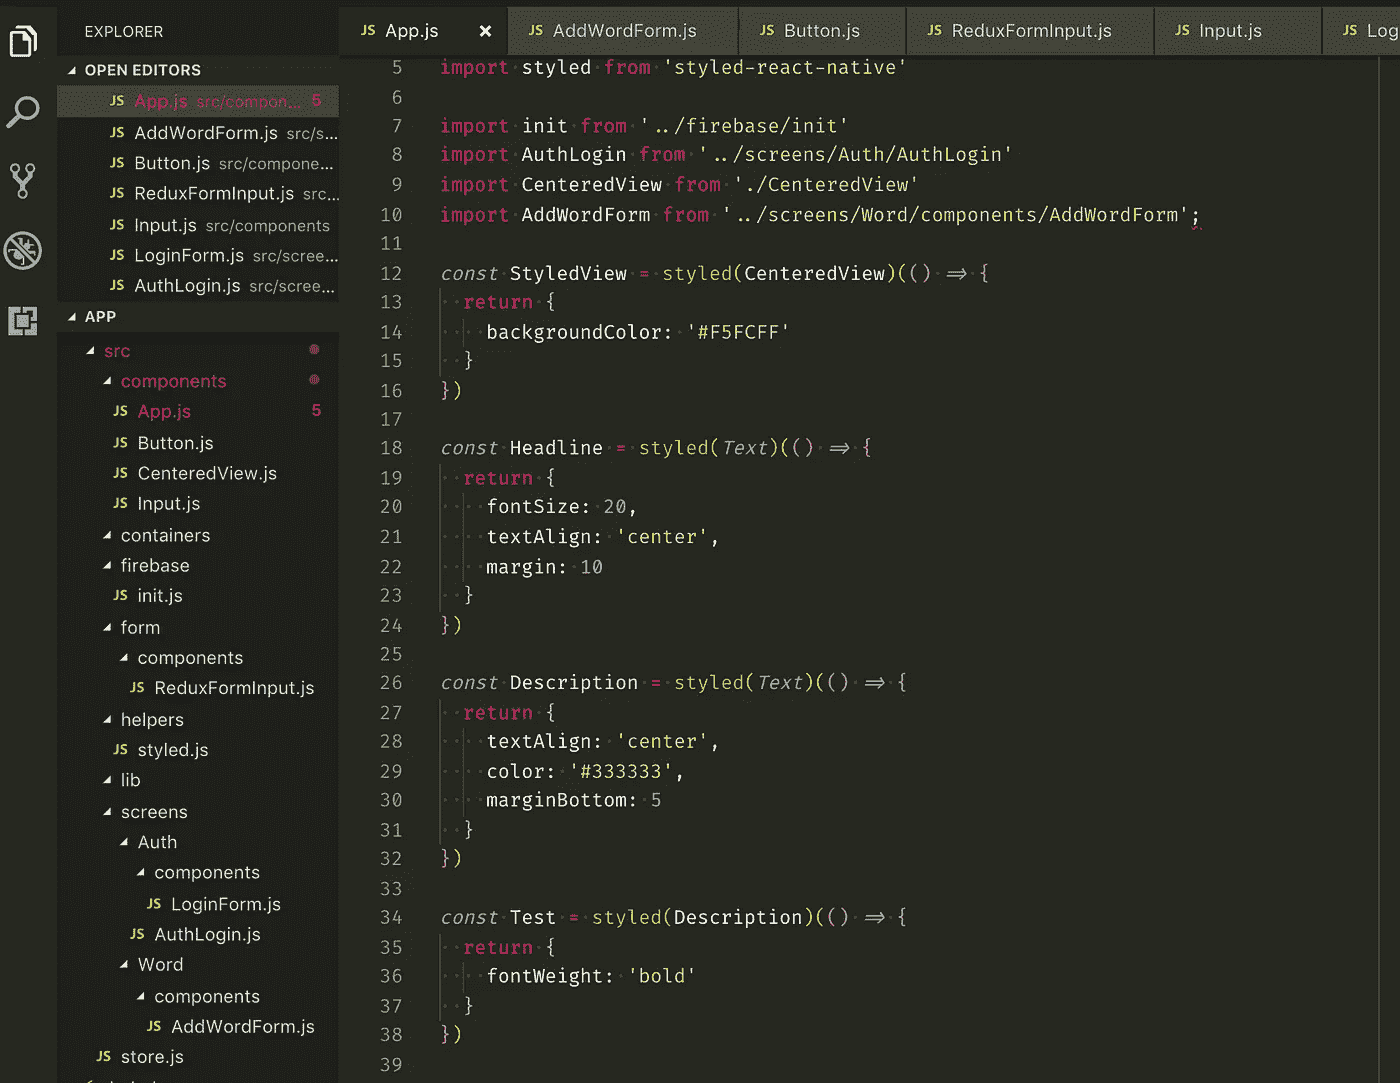 EXPLORER
OPEN EDITORS
JS App.js src/compon... 5
JS AddWordForm.js src/s...
JS Button.js src/compone...
JS ReduxFormInput.js src...
JS Input.js src/components
JS LoginForm.js src/scree...
JS AuthLogin.js src/scree...
APP
src
components
JS App.js 5
JS Button.js
JS CenteredView.js
JS Input.js
containers
firebase
JS init.js
form
components
JS ReduxFormInput.js
helpers
JS styled.js
lib
screens
Auth
components
JS LoginForm.js
JS AuthLogin.js
Word
components
JS AddWordForm.js
JS store.js
JS App.js ×
JS AddWordForm.js
JS Button.js
JS ReduxFormInput.js
JS Input.js
JS Log
5 import styled from 'styled-react-native'
6
7 import init from '../firebase/init'
8 import AuthLogin from '../screens/Auth/AuthLogin'
9 import CenteredView from './CenteredView'
10 import AddWordForm from '../screens/Word/components/AddWordForm';
11
12 const StyledView = styled(CenteredView)(() => {
13 return {
14 backgroundColor: '#F5FCFF'
15 }
16 })
17
18 const Headline = styled(Text)(() => {
19 return {
20 fontSize: 20,
21 textAlign: 'center',
22 margin: 10
23 }
24 })
25
26 const Description = styled(Text)(() => {
27 return {
28 textAlign: 'center',
29 color: '#333333',
30 marginBottom: 5
31 }
32 })
33
34 const Test = styled(Description)(() => {
35 return {
36 fontWeight: 'bold'
37 }
38 })
39